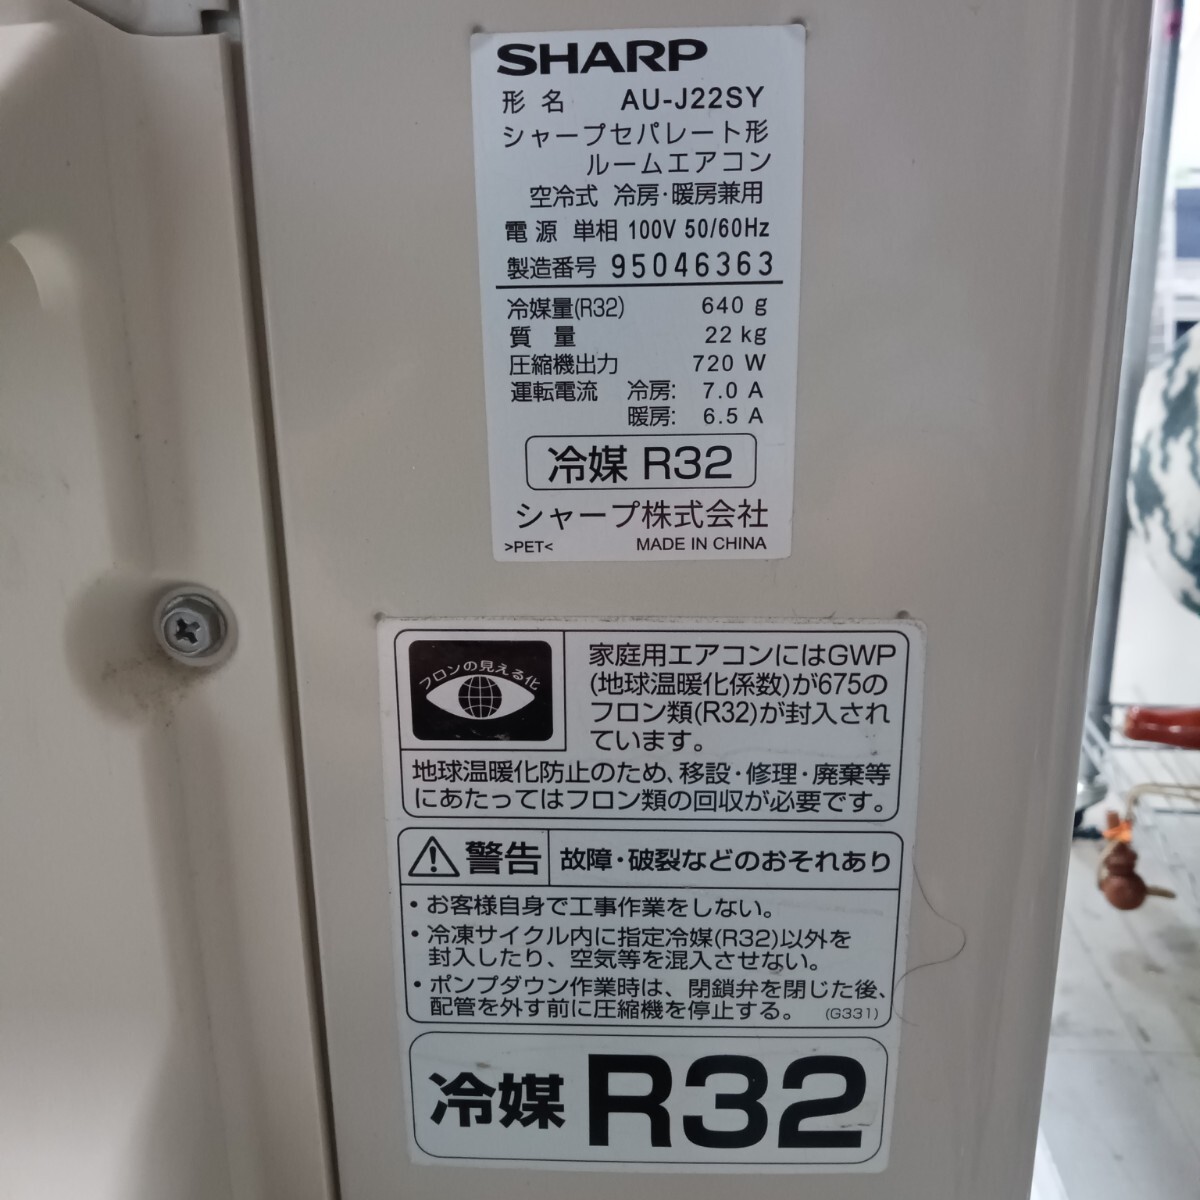 SHARP
形名 AU-J22SY
シャープセパレート形
ルームエアコン
空冷式 冷房・暖房兼用
電源 単相 100V 50/60Hz
製造番号 95046363
冷媒量(R32) 640 g
質量 22 kg
圧縮機出力 720 W
運転電流 冷房: 7.0 A
暖房: 6.5 A
冷媒 R32
シャープ株式会社
>PET< MADE IN CHINA
フロンの見える化
家庭用エアコンにはGWP
(地球温暖化係数)が675の
フロン類(R32)が封入され
ています。
地球温暖化防止のため、移設・修理・廃棄等
にあたってはフロン類の回収が必要です。
警告 故障・破裂などのおそれあり
・お客様自身で工事作業をしない。
・冷凍サイクル内に指定冷媒(R32)以外を
封入したり、空気等を混入させない。
・ポンプダウン作業時は、閉鎖弁を閉じた後、
配管を外す前に圧縮機を停止する。 (G331)
冷媒 R32